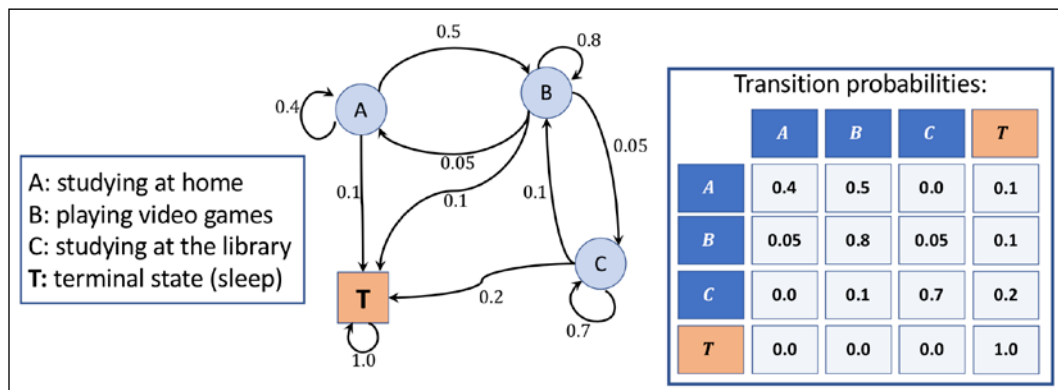 0.5
0.8
0.4
A
B
0.05
0.05
0.1
0.1
0.1
C
T
0.2
0.7
1.0
A: studying at home
B: playing video games
C: studying at the library
T: terminal state (sleep)
Transition probabilities:
A B C T
A 0.4 0.5 0.0 0.1
B 0.05 0.8 0.05 0.1
C 0.0 0.1 0.7 0.2
T 0.0 0.0 0.0 1.0